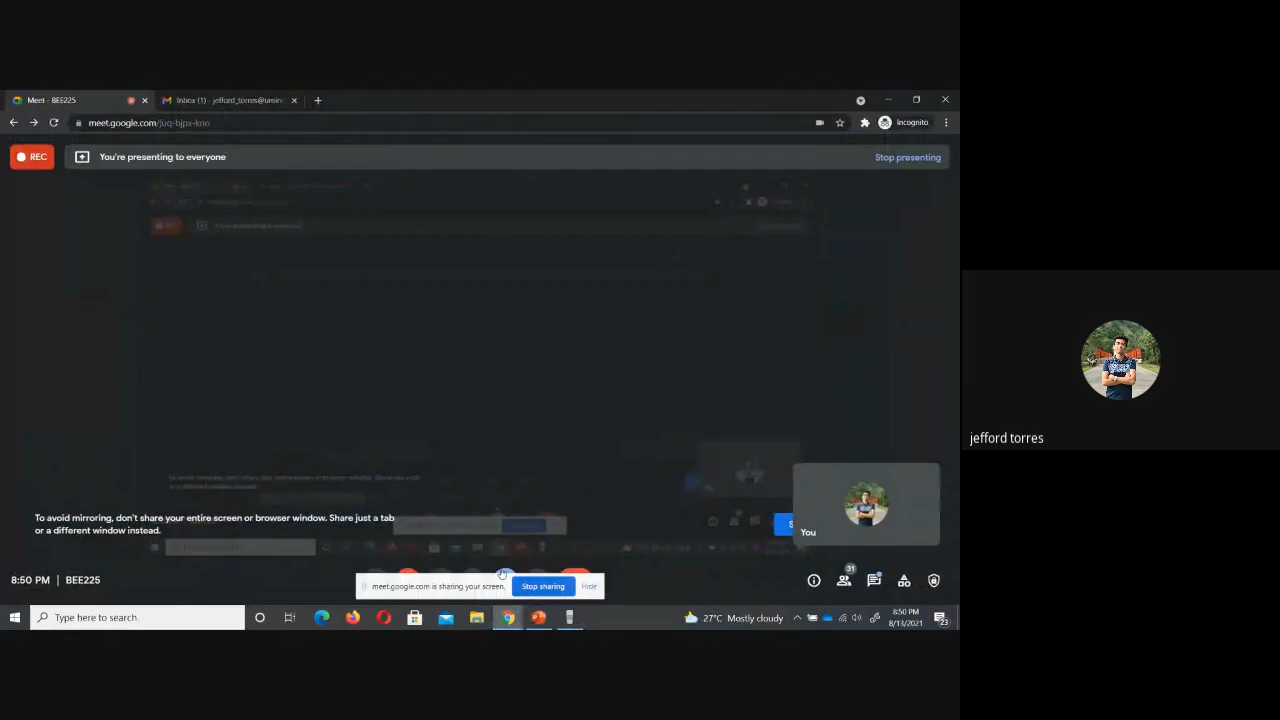 Meet - BEE225
Inbox (1) - jefford_torres@umind
meet.google.com/juq-bjpx-kno
Incognito
REC
You're presenting to everyone
Stop presenting
To avoid mirroring, don't share your entire screen or browser window. Share just a tab
or a different window instead.
S
You
jefford torres
8:50 PM | BEE225
meet.google.com is sharing your screen.
Stop sharing
Hide
31
Type here to search
27°C Mostly cloudy
8:50 PM
8/13/2021
23